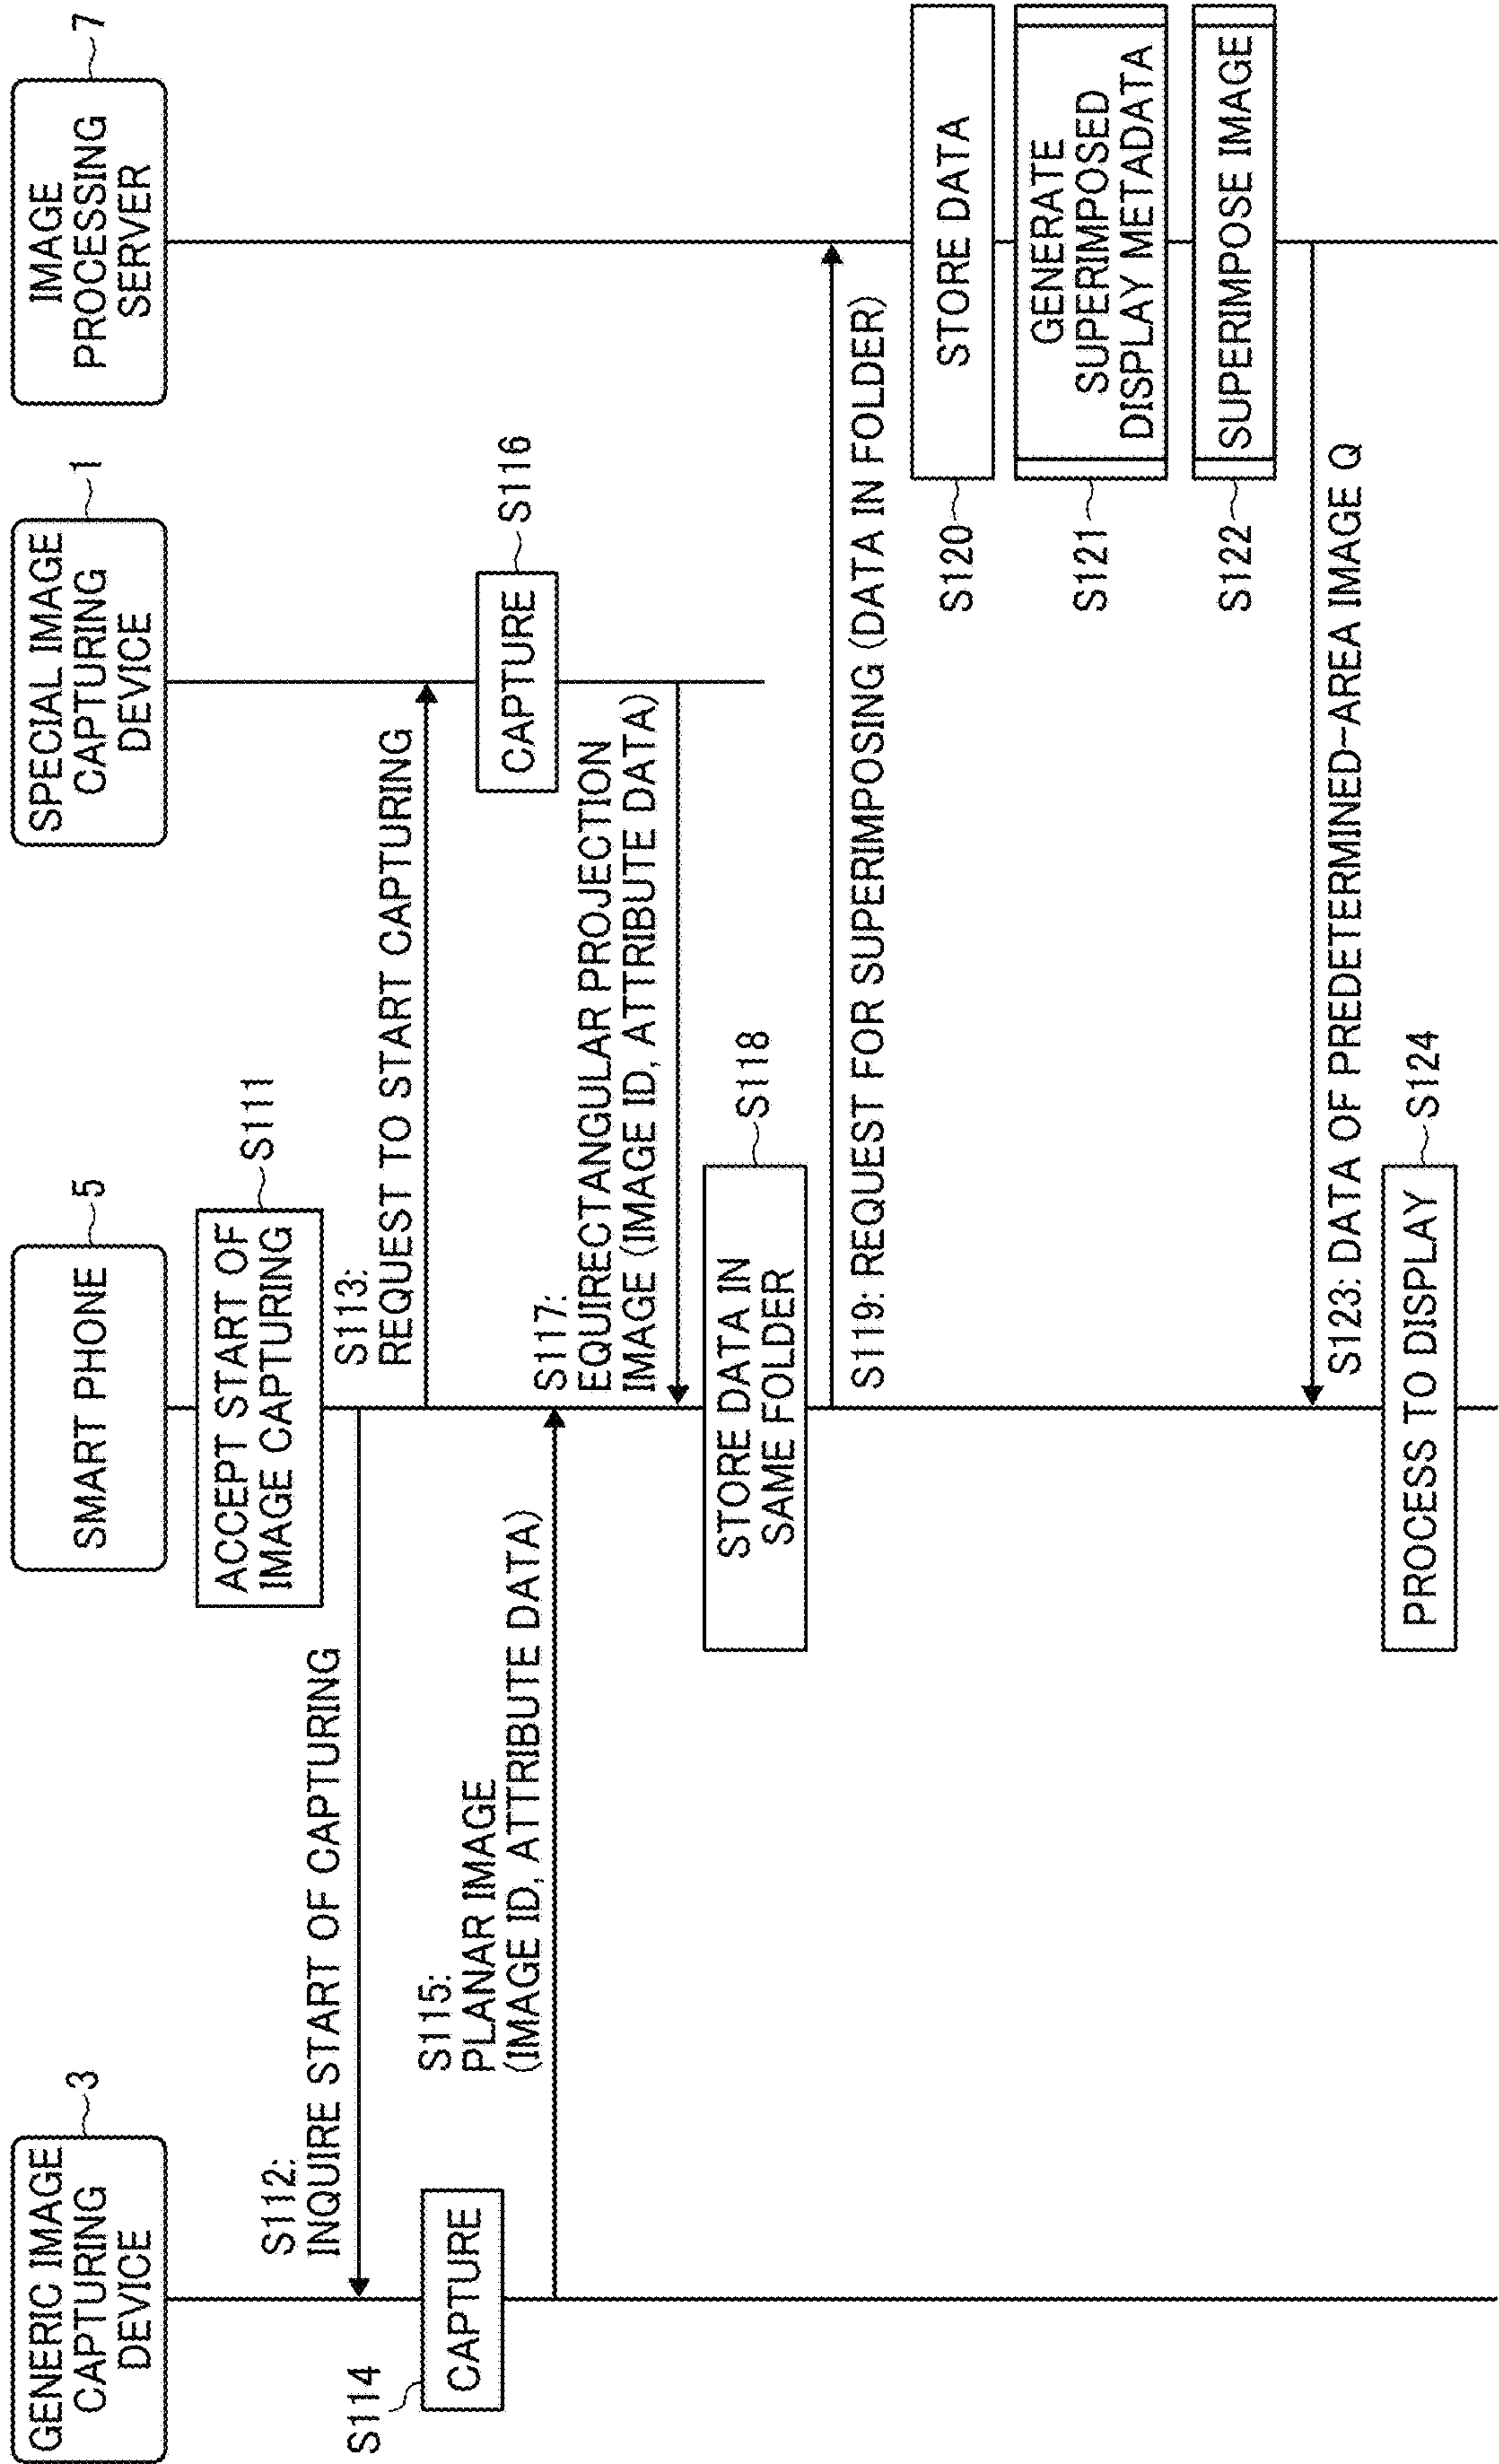 GENERIC IMAGE
CAPTURING
DEVICE
3
SMART PHONE
5
SPECIAL IMAGE
CAPTURING
DEVICE
1
IMAGE
PROCESSING
SERVER
7
ACCEPT START OF
IMAGE CAPTURING
S111
S112:
INQUIRE START OF CAPTURING
S113:
REQUEST TO START CAPTURING
S114
CAPTURE
S115:
PLANAR IMAGE
(IMAGE ID, ATTRIBUTE DATA)
CAPTURE
S116
S117:
EQUIRECTANGULAR PROJECTION
IMAGE (IMAGE ID, ATTRIBUTE DATA)
STORE DATA IN
SAME FOLDER
S118
S119: REQUEST FOR SUPERIMPOSING (DATA IN FOLDER)
S120
STORE DATA
S121
GENERATE
SUPERIMPOSED
DISPLAY METADATA
S122
SUPERIMPOSE IMAGE
S123: DATA OF PREDETERMINED-AREA IMAGE Q
PROCESS TO DISPLAY
S124